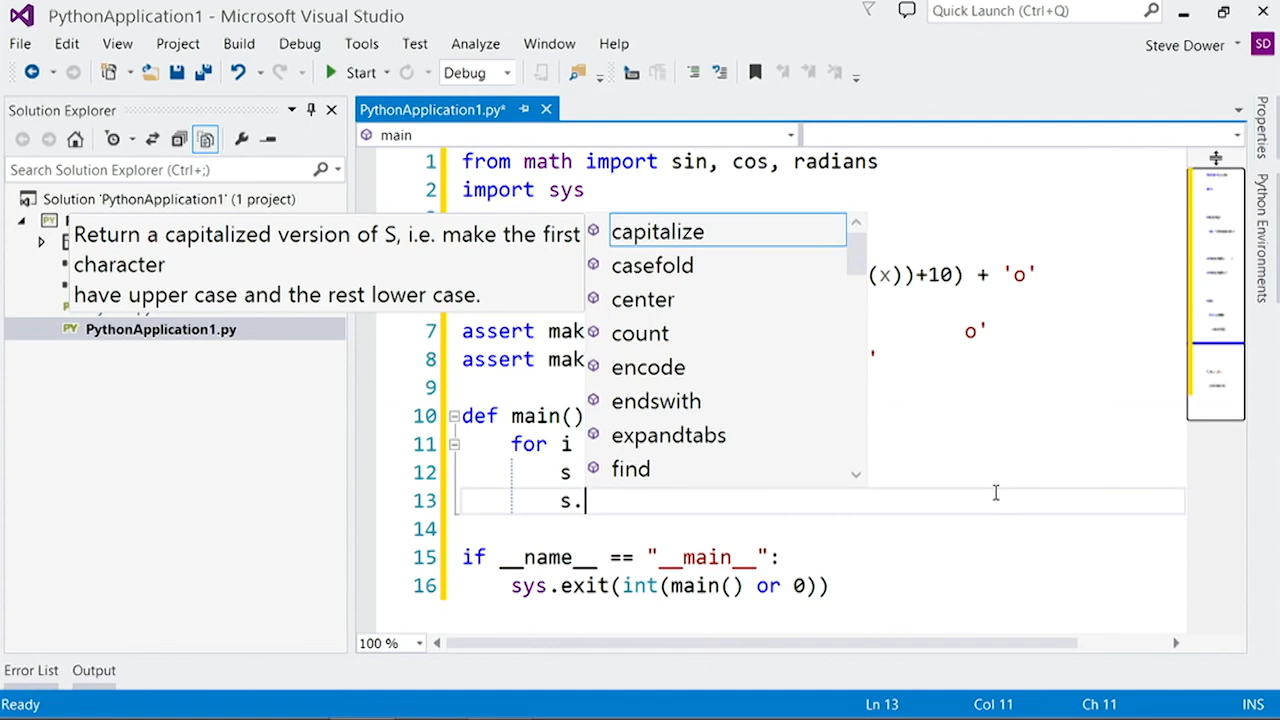 PythonApplication1 - Microsoft Visual Studio
Quick Launch (Ctrl+Q)
File Edit View Project Build Debug Tools Test Analyze Window Help
Steve Dower SD
Start Debug
Solution Explorer
Search Solution Explorer (Ctrl+;)
Solution 'PythonApplication1' (1 project)
PY
Return a capitalized version of S, i.e. make the first
character
have upper case and the rest lower case.
PY PythonApplication1.py
PythonApplication1.py*
main
1 from math import sin, cos, radians
2 import sys
(x))+10) + 'o'
7 assert mak o'
8 assert mak '
9
10 def main()
11 for i
12 s
13 s.
14
15 if __name__ == "__main__":
16 sys.exit(int(main() or 0))
capitalize
casefold
center
count
encode
endswith
expandtabs
find
100 %
Properties
Python Environments
Error List Output
Ready Ln 13 Col 11 Ch 11 INS